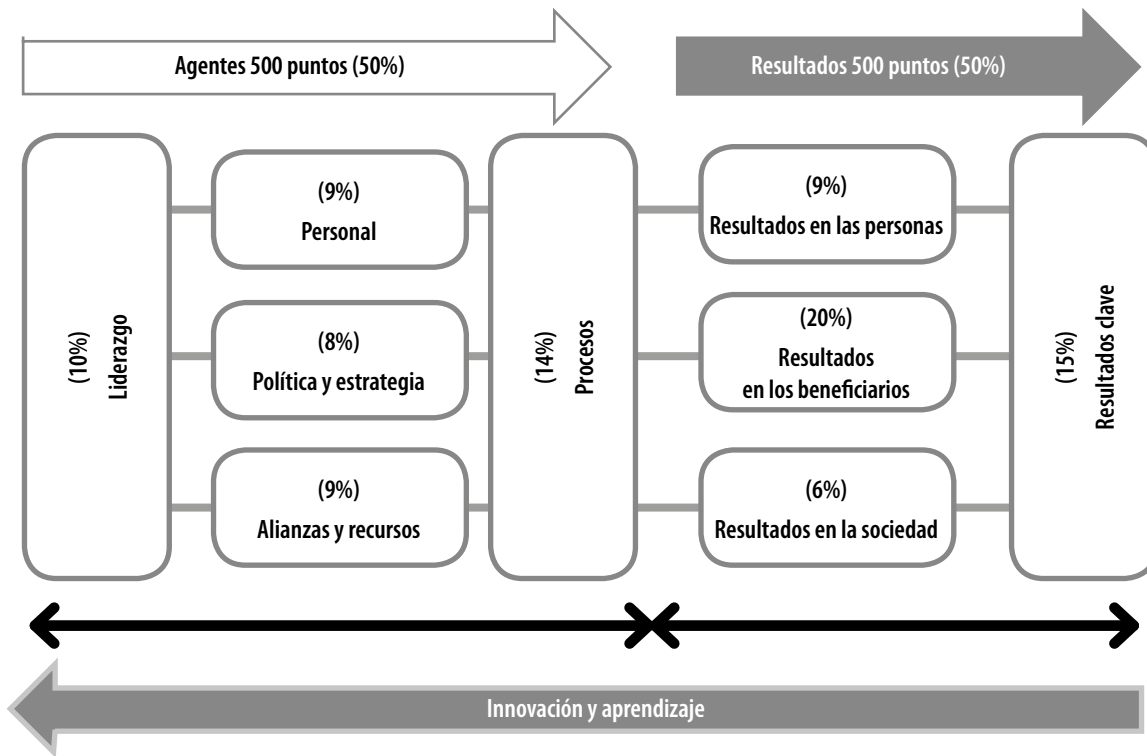 Agentes 500 puntos (50%)
Resultados 500 puntos (50%)
(10%)
Liderazgo
(9%)
Personal
(8%)
Política y estrategia
(9%)
Alianzas y recursos
(14%)
Procesos
(9%)
Resultados en las personas
(20%)
Resultados
en los beneficiarios
(6%)
Resultados en la sociedad
(15%)
Resultados clave
Innovación y aprendizaje